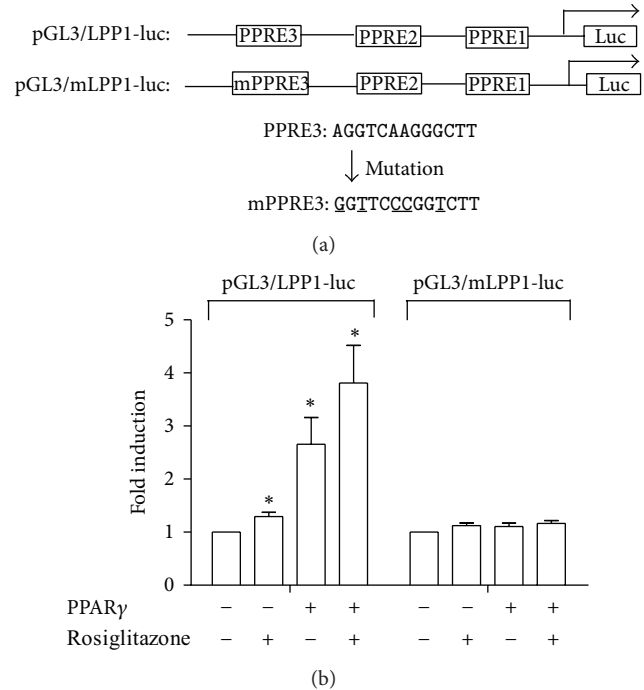 pGL3/LPP1-luc: PPRE3 PPRE2 PPRE1 Luc
pGL3/mLPP1-luc: mPPRE3 PPRE2 PPRE1 Luc
PPRE3: AGGTCAAGGGCTT
Mutation
mPPRE3: GGTTCCCGGTCTT
(a)
pGL3/LPP1-luc pGL3/mLPP1-luc
Fold induction
5
4
3
2
1
0
* * *
PPARγ − − + + − − + +
Rosiglitazone − + − + − + − +
(b)